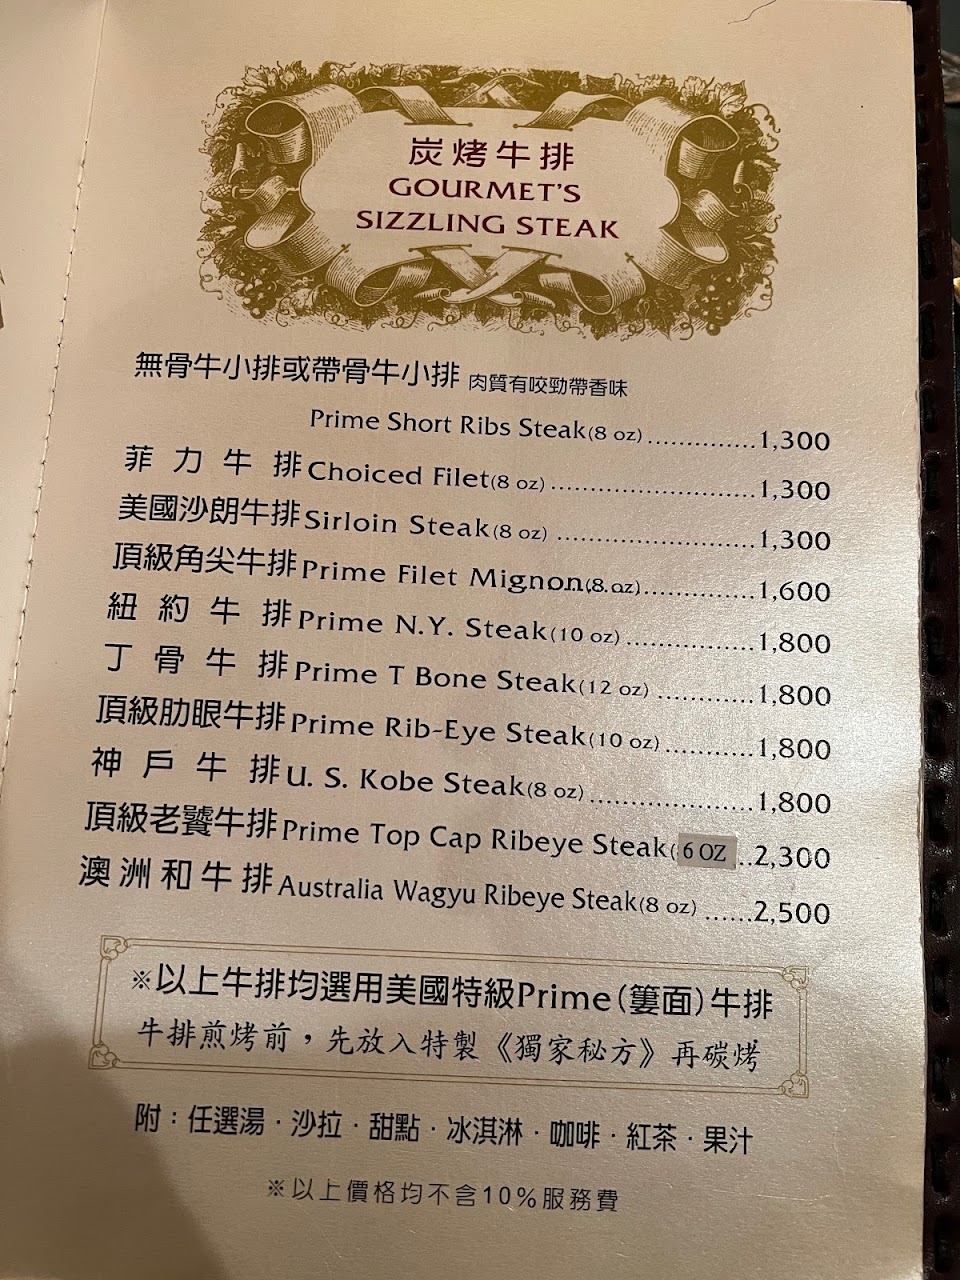 炭烤牛排
GOURMET'S
SIZZLING STEAK
無骨牛小排或帶骨牛小排 肉質有咬勁帶香味
Prime Short Ribs Steak(8 oz)..............1,300
菲力牛排 Choiced Filet(8 oz)..........................1,300
美國沙朗牛排 Sirloin Steak(8 oz) .........................1,300
頂級角尖牛排 Prime Filet Mignon(8 oz)..............1,600
紐約牛排 Prime N.Y. Steak(10 oz)................1,800
丁骨牛排 Prime T Bone Steak(12 oz) ............1,800
頂級肋眼牛排 Prime Rib-Eye Steak(10 oz)...........1,800
神戶牛排 U. S. Kobe Steak(8 oz).....................1,800
頂級老饕牛排 Prime Top Cap Ribeye Steak(6 OZ..2,300
澳洲和牛排 Australia Wagyu Ribeye Steak(8 oz) ......2,500
※以上牛排均選用美國特級Prime(簍面)牛排
牛排煎烤前，先放入特製《獨家秘方》再碳烤
附：任選湯·沙拉·甜點·冰淇淋·咖啡·紅茶·果汁
※以上價格均不含10%服務費